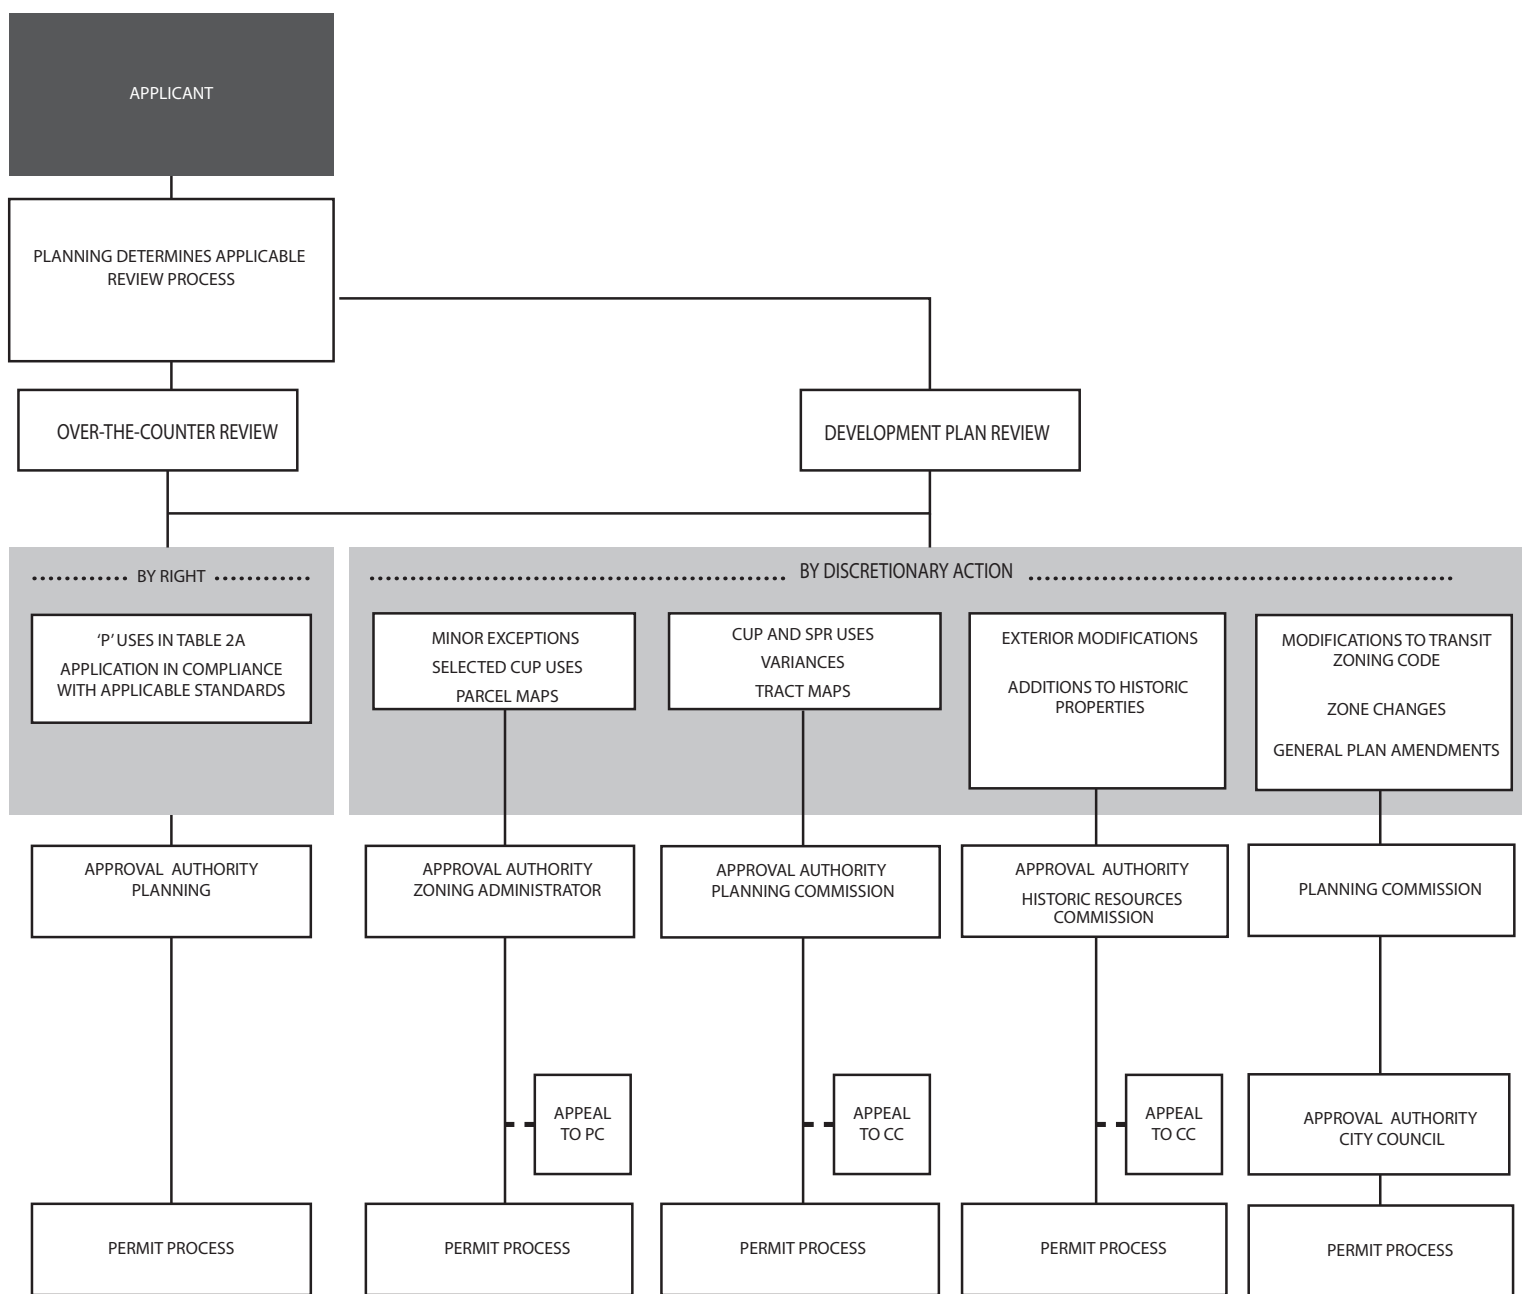 APPLICANT
PLANNING DETERMINES APPLICABLE
REVIEW PROCESS
OVER-THE-COUNTER REVIEW
DEVELOPMENT PLAN REVIEW
BY RIGHT
BY DISCRETIONARY ACTION
'P' USES IN TABLE 2A
APPLICATION IN COMPLIANCE
WITH APPLICABLE STANDARDS
MINOR EXCEPTIONS
SELECTED CUP USES
PARCEL MAPS
CUP AND SPR USES
VARIANCES
TRACT MAPS
EXTERIOR MODIFICATIONS
ADDITIONS TO HISTORIC
PROPERTIES
MODIFICATIONS TO TRANSIT
ZONING CODE
ZONE CHANGES
GENERAL PLAN AMENDMENTS
APPROVAL AUTHORITY
PLANNING
APPROVAL AUTHORITY
ZONING ADMINISTRATOR
APPROVAL AUTHORITY
PLANNING COMMISSION
APPROVAL AUTHORITY
HISTORIC RESOURCES
COMMISSION
PLANNING COMMISSION
APPEAL
TO PC
APPEAL
TO CC
APPEAL
TO CC
APPROVAL AUTHORITY
CITY COUNCIL
PERMIT PROCESS
PERMIT PROCESS
PERMIT PROCESS
PERMIT PROCESS
PERMIT PROCESS